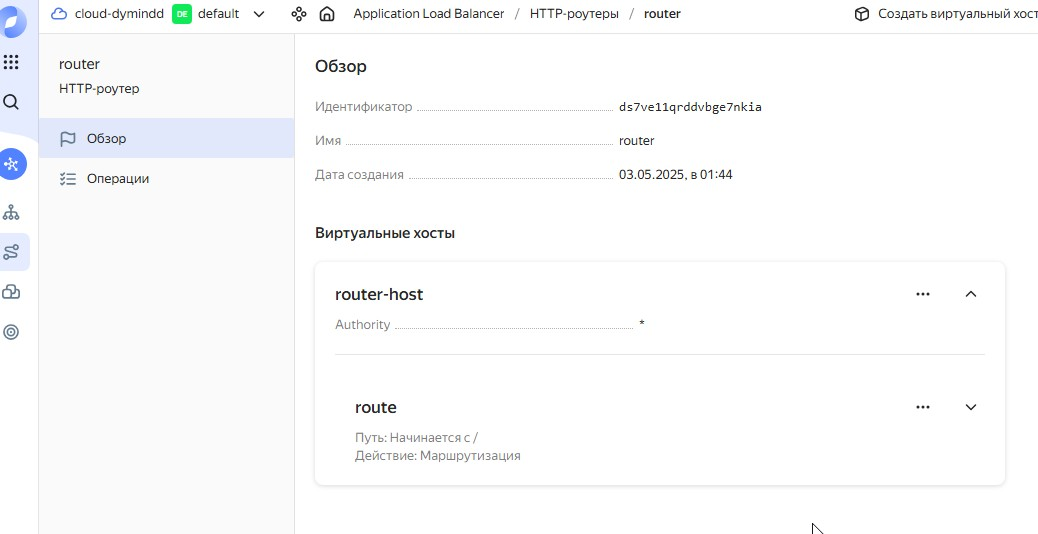 cloud-dymindd DE default Application Load Balancer / HTTP-роутеры / router Создать виртуальный хост
router
HTTP-роутер
Обзор
Операции
Обзор
Идентификатор ds7ve11qrddvbge7nkia
Имя router
Дата создания 03.05.2025, в 01:44
Виртуальные хосты
router-host
Authority *
route
Путь: Начинается с /
Действие: Маршрутизация